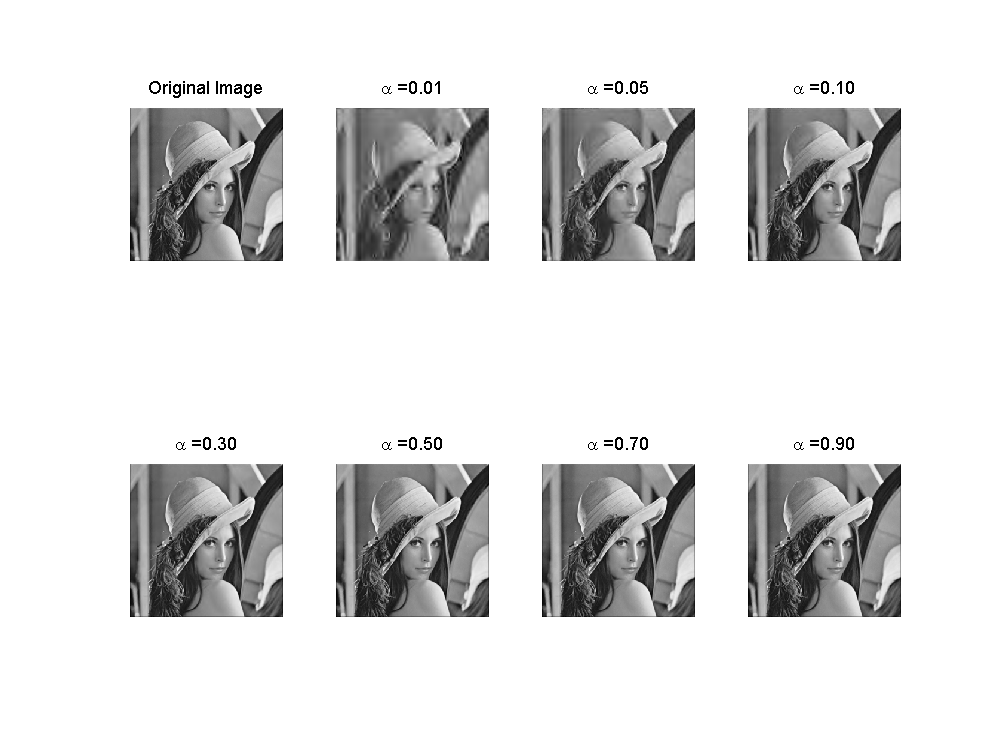 Original Image
α =0.01
α =0.05
α =0.10
α =0.30
α =0.50
α =0.70
α =0.90